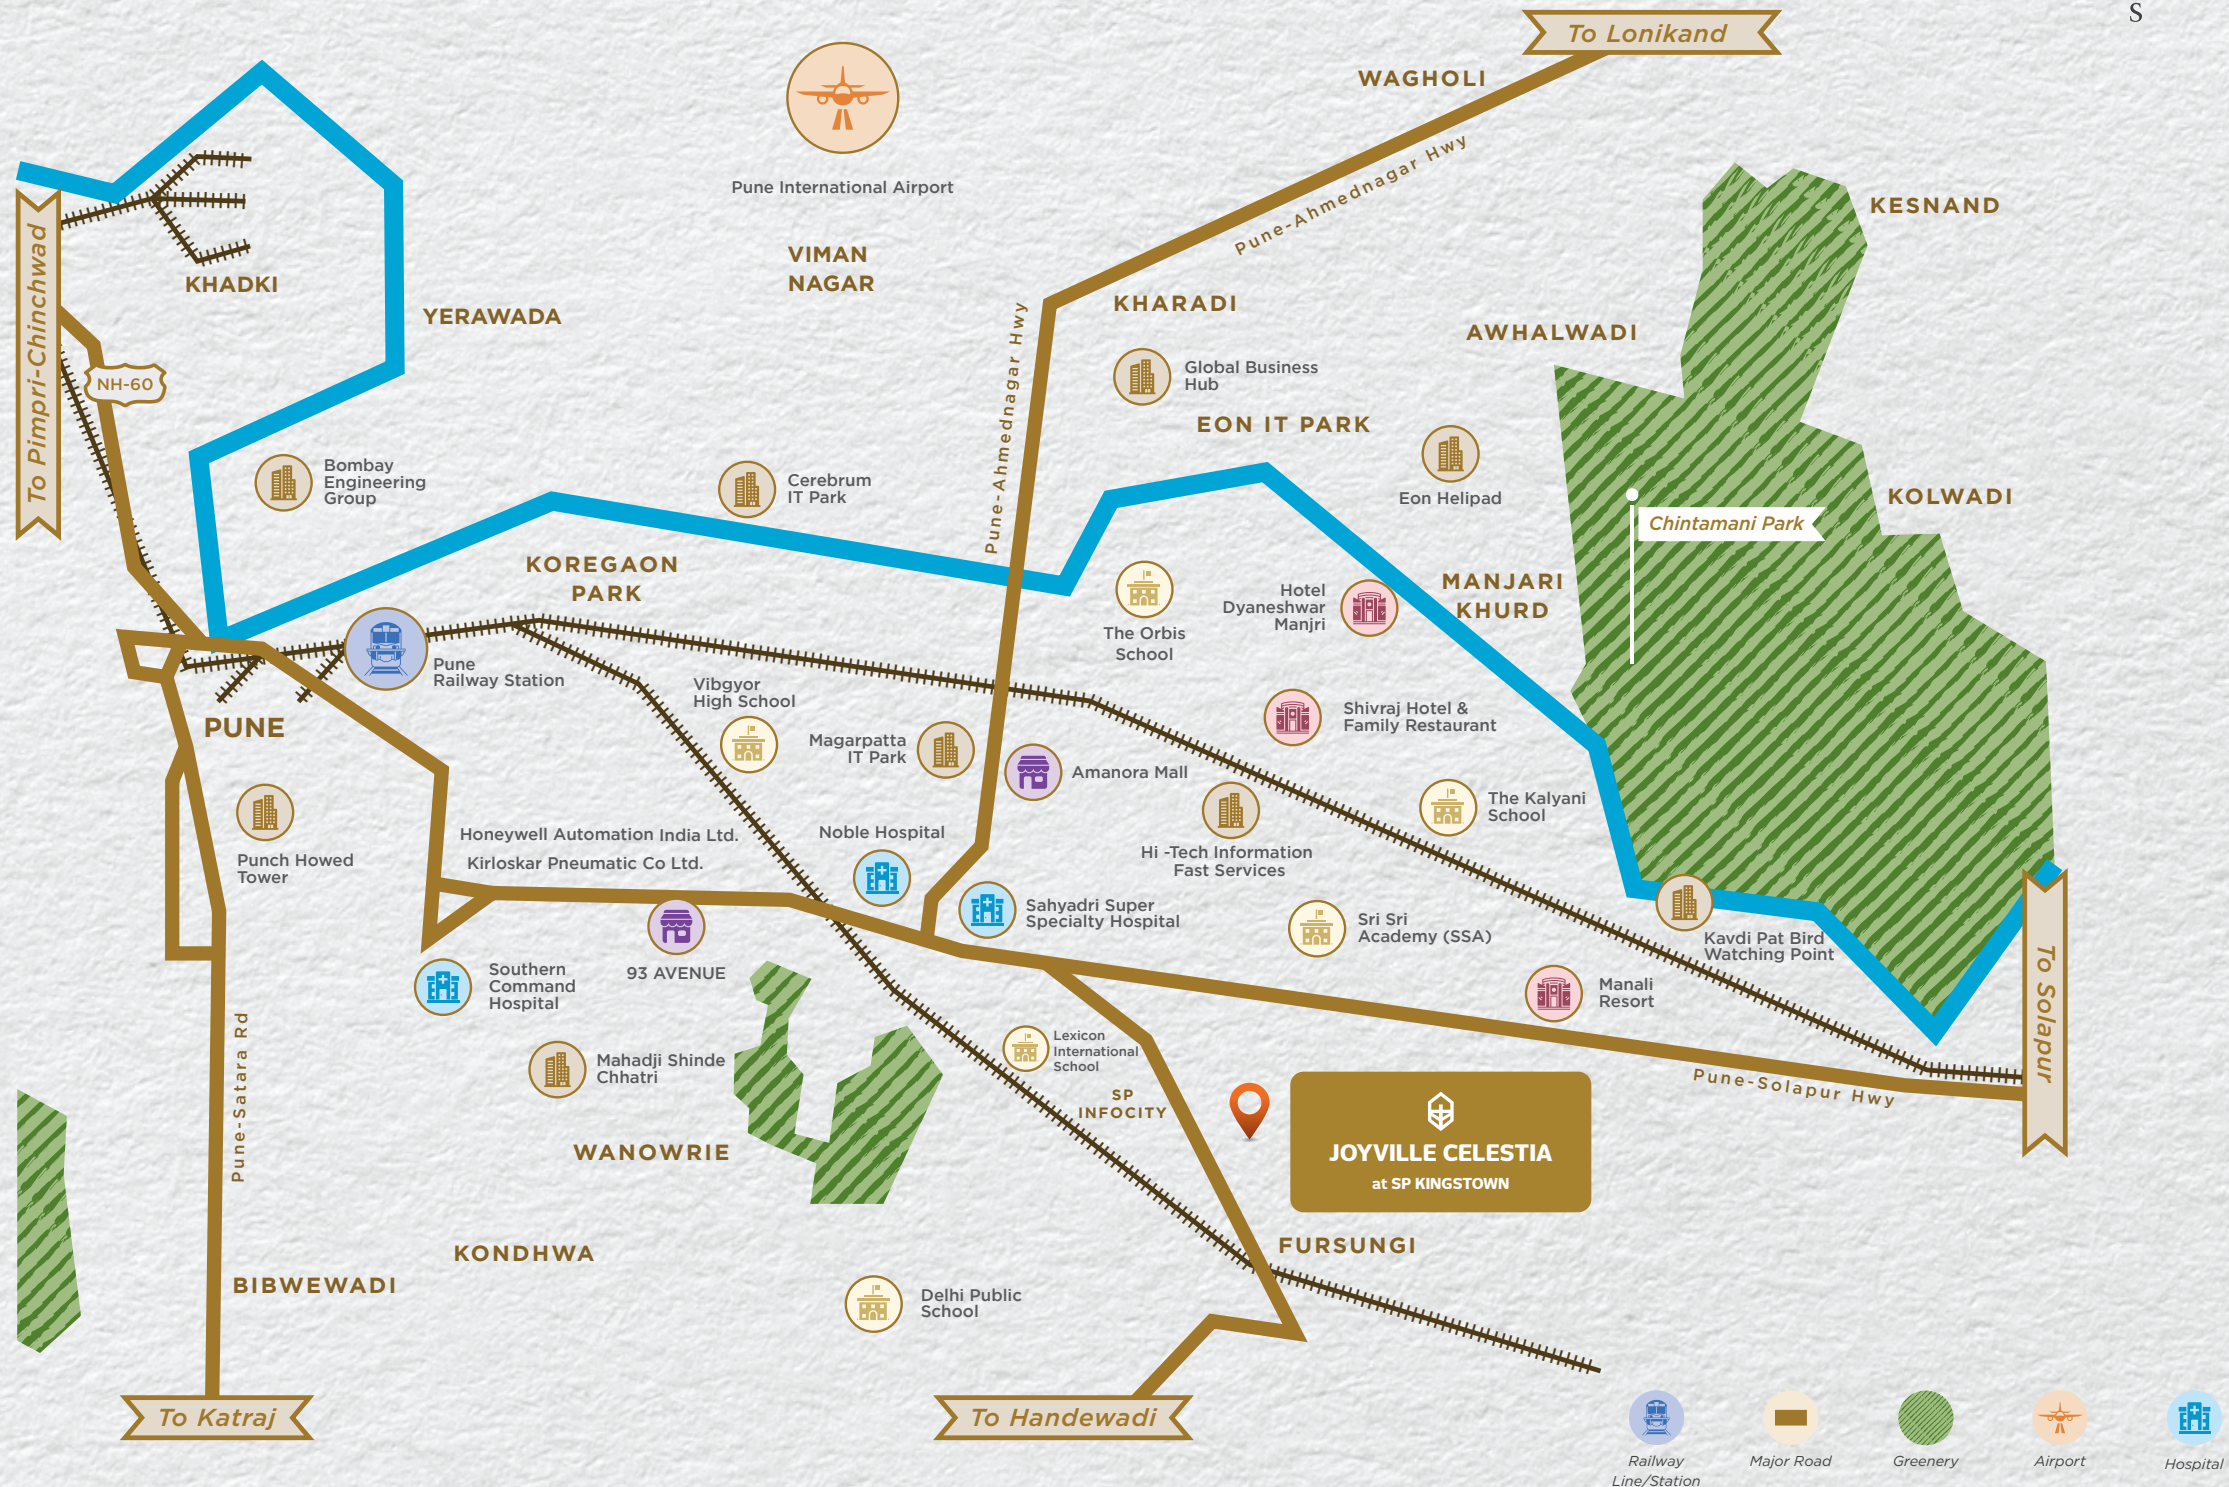 S
To Lonikand
WAGHOLI
Pune-Ahmednagar Hwy
Pune International Airport
KESNAND
To Pimpri-Chinchwad
KHADKI
VIMAN
NAGAR
YERAWADA
KHARADI
AWHALWADI
Pune-Ahmednagar Hwy
NH-60
Global Business
Hub
EON IT PARK
Bombay
Engineering
Group
Cerebrum
IT Park
Eon Helipad
KOLWADI
Chintamani Park
KOREGAON
PARK
MANJARI
KHURD
Hotel
Dyaneshwar
Manjri
The Orbis
School
Pune
Railway Station
PUNE
Vibgyor
High School
Magarpatta
IT Park
Shivraj Hotel &
Family Restaurant
Amanora Mall
The Kalyani
School
Punch Howed
Tower
Honeywell Automation India Ltd.
Kirloskar Pneumatic Co Ltd.
Noble Hospital
Hi -Tech Information
Fast Services
Sahyadri Super
Specialty Hospital
Sri Sri
Academy (SSA)
Kavdi Pat Bird
Watching Point
93 AVENUE
Southern
Command
Hospital
Manali
Resort
To Solapur
Pune-Satara Rd
Mahadji Shinde
Chhatri
Lexicon
International
School
SP
INFOCITY
Pune-Solapur Hwy
JOYVILLE CELESTIA
at SP KINGSTOWN
WANOWRIE
KONDHWA
FURSUNGI
BIBWEWADI
Delhi Public
School
To Katraj
To Handewadi
Railway
Line/Station
Major Road
Greenery
Airport
Hospital